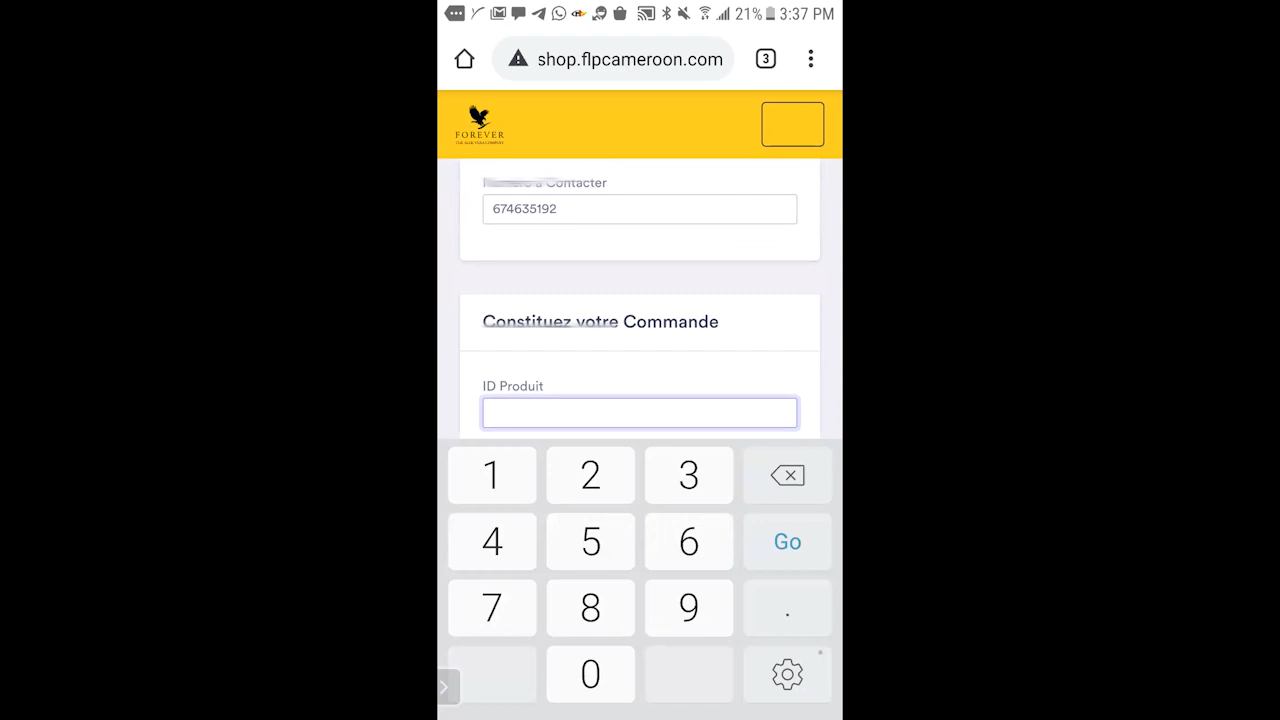 21% 3:37 PM
shop.flpcameroon.com
3
FOREVER
à Contacter
674635192
Constituez votre Commande
ID Produit
1 2 3
4 5 6 Go
7 8 9 .
0